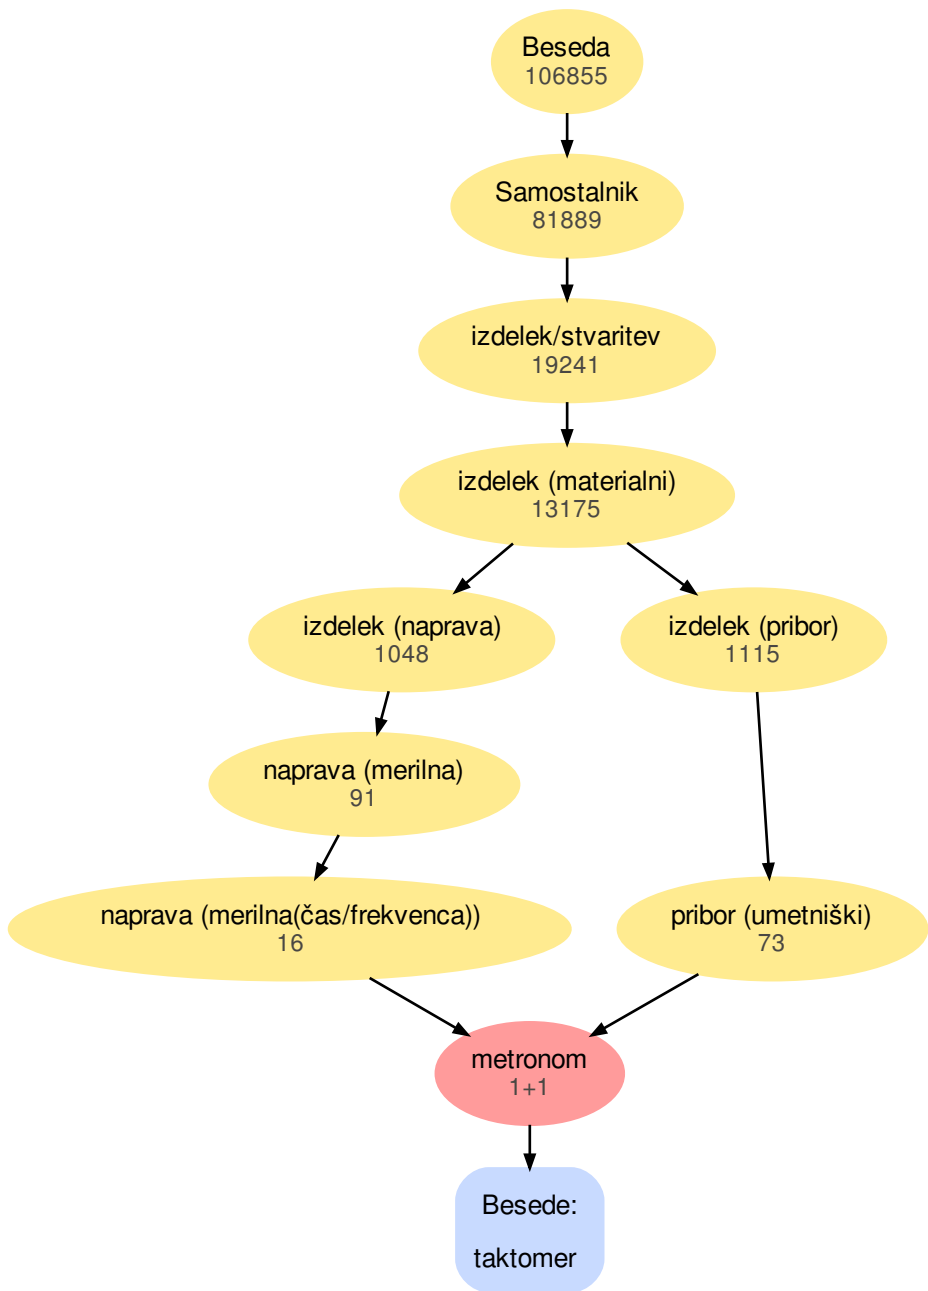 Beseda
106855
Samostalnik
81889
izdelek/stvaritev
19241
izdelek (materialni)
13175
izdelek (naprava)
1048
izdelek (pribor)
1115
naprava (merilna)
91
naprava (merilna(čas/frekvenca))
16
pribor (umetniški)
73
metronom
1+1
Besede:
taktomer